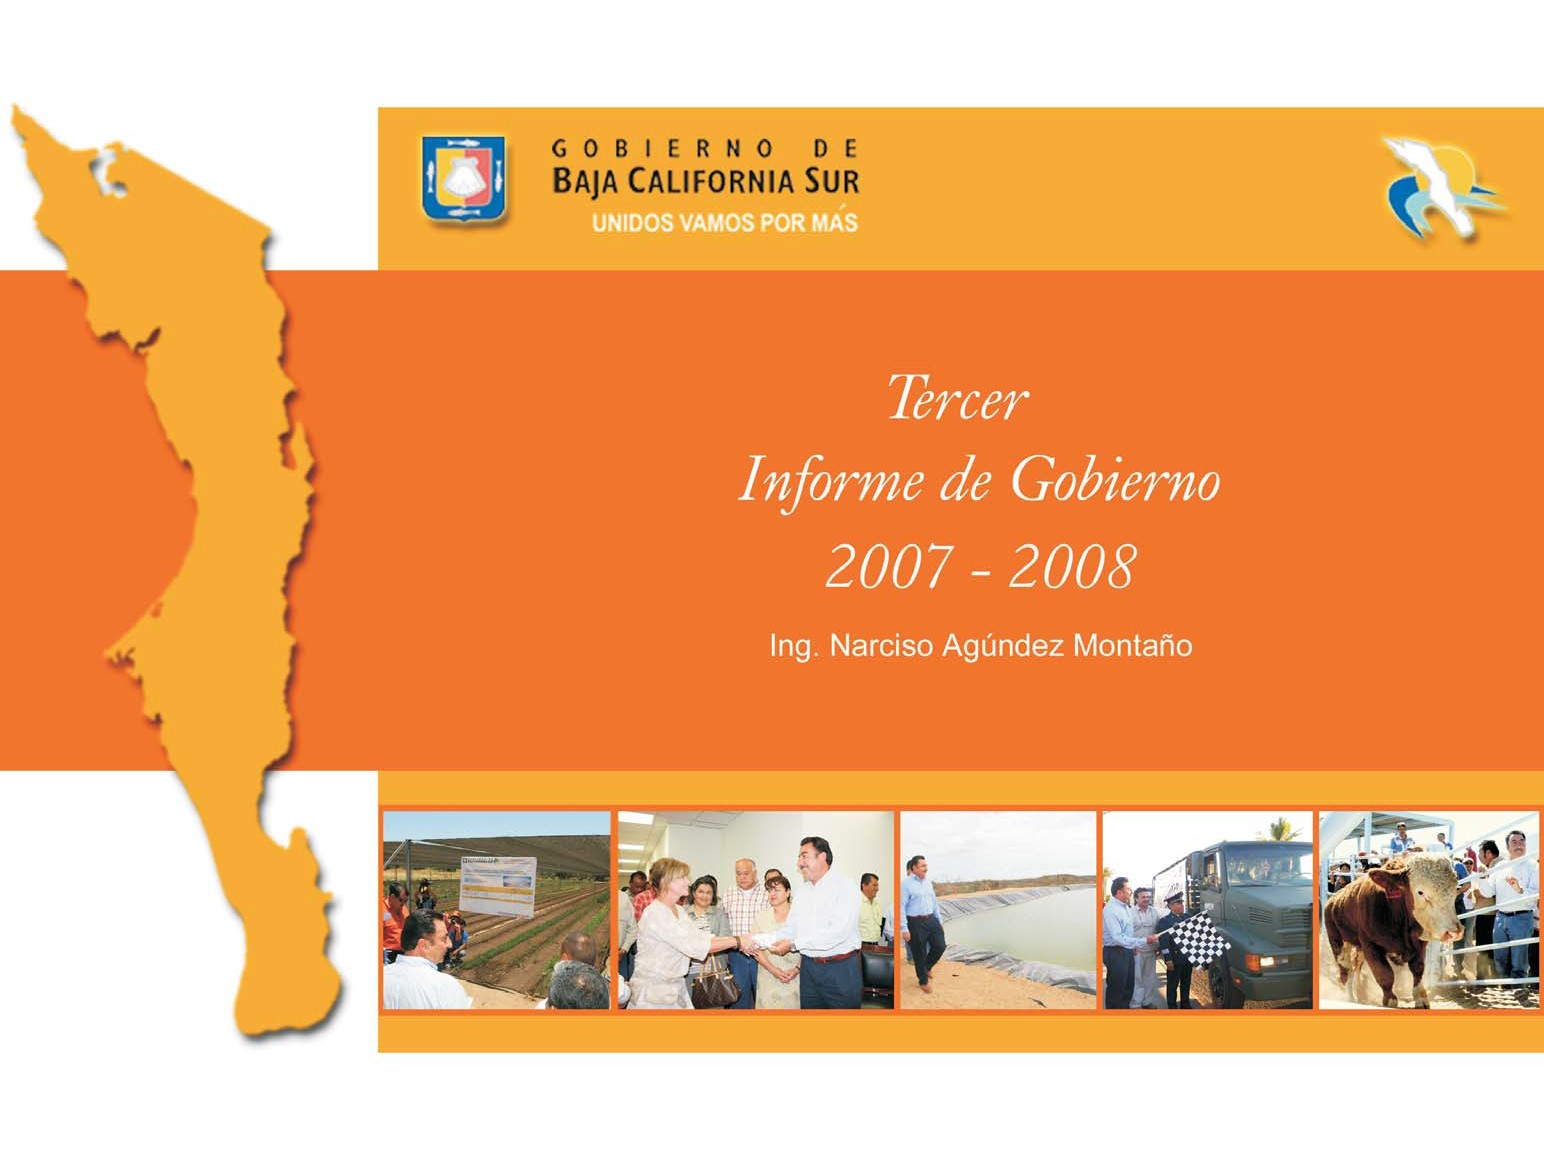 GOBIERNO DE
BAJA CALIFORNIA SUR
UNIDOS VAMOS POR MÁS
Tercer
Informe de Gobierno
2007 - 2008
Ing. Narciso Agúndez Montaño